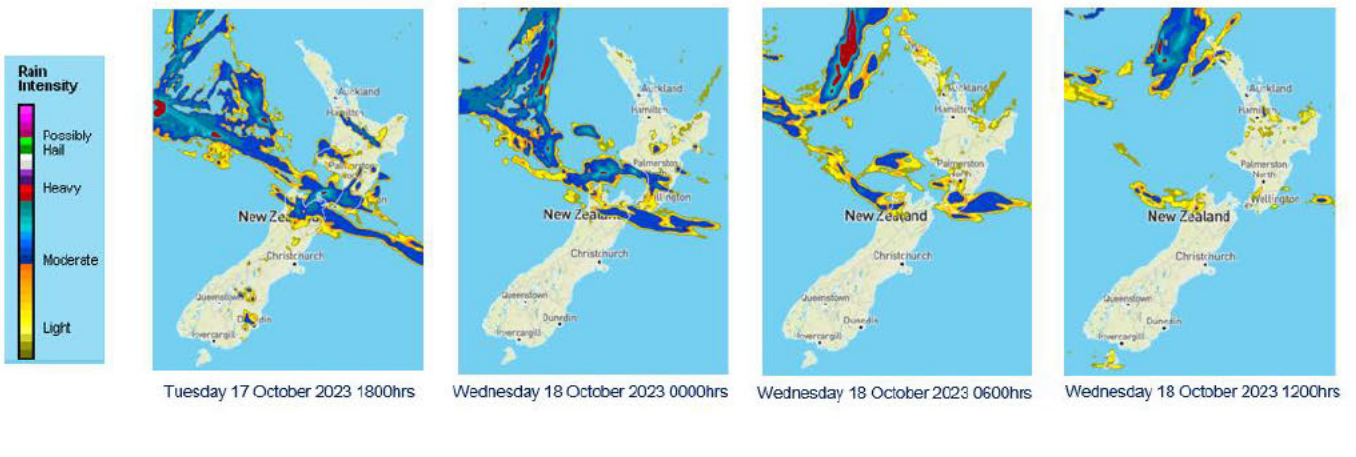 Rain
Intensity
Possibly
Hail
Heavy
Moderate
Light
Auckland
Hamilton
Palmerston
New
Christchurch
Queenstown
Dunedin
Invercargill
Tuesday 17 October 2023 1800hrs
Auckland
Hamilton
Palmerston
North
Wellington
New
Christchurch
Queenstown
Dunedin
Invercargill
Wednesday 18 October 2023 0000hrs
Auckland
Hamilton
Palmerston
North
New Zealand
Christchurch
Queenstown
Dunedin
Invercargill
Wednesday 18 October 2023 0600hrs
Auckland
Hamilton
Palmerston
North
Wellington
New Zealand
Christchurch
Queenstown
Dunedin
Invercargill
Wednesday 18 October 2023 1200hrs